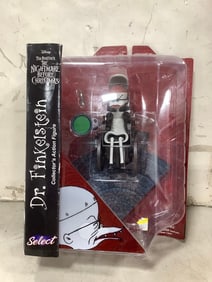 Disney
Tim Burton's
THE NIGHTMARE
BEFORE
CHRISTMAS
Dr. Finkelstein
Collector's Action Figure
Select